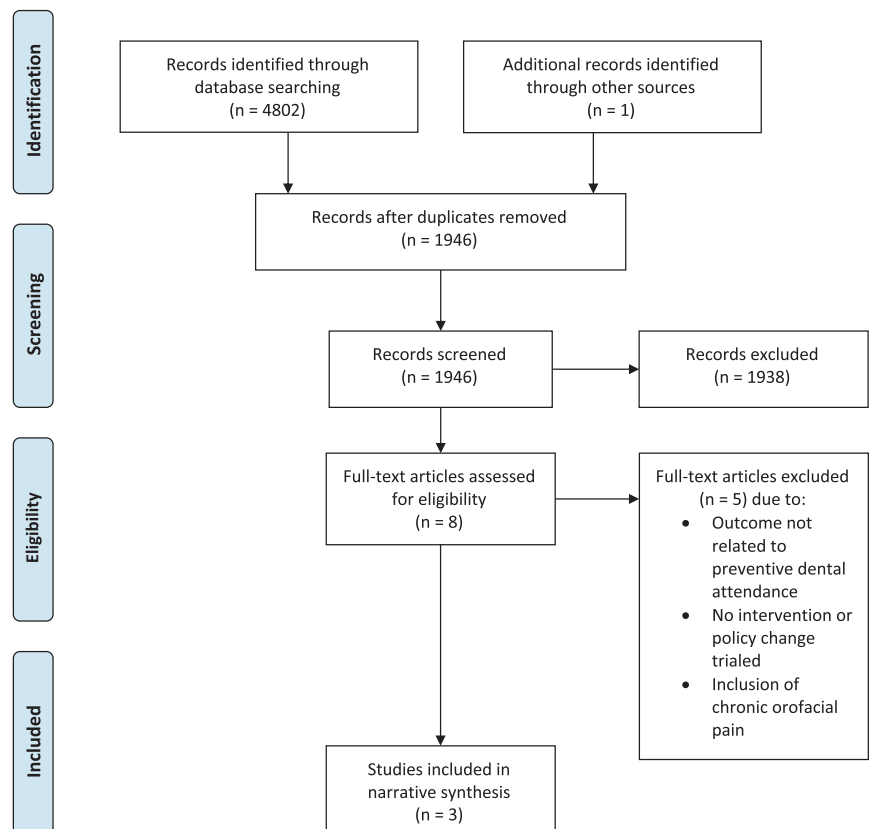 Identification
Records identified through
database searching
(n = 4802)
Additional records identified
through other sources
(n = 1)
Records after duplicates removed
(n = 1946)
Screening
Records screened
(n = 1946)
Records excluded
(n = 1938)
Eligibility
Full-text articles assessed
for eligibility
(n = 8)
Full-text articles excluded
(n = 5) due to:
• Outcome not
related to
preventive dental
attendance
• No intervention or
policy change
trialed
• Inclusion of
chronic orofacial
pain
Included
Studies included in
narrative synthesis
(n = 3)